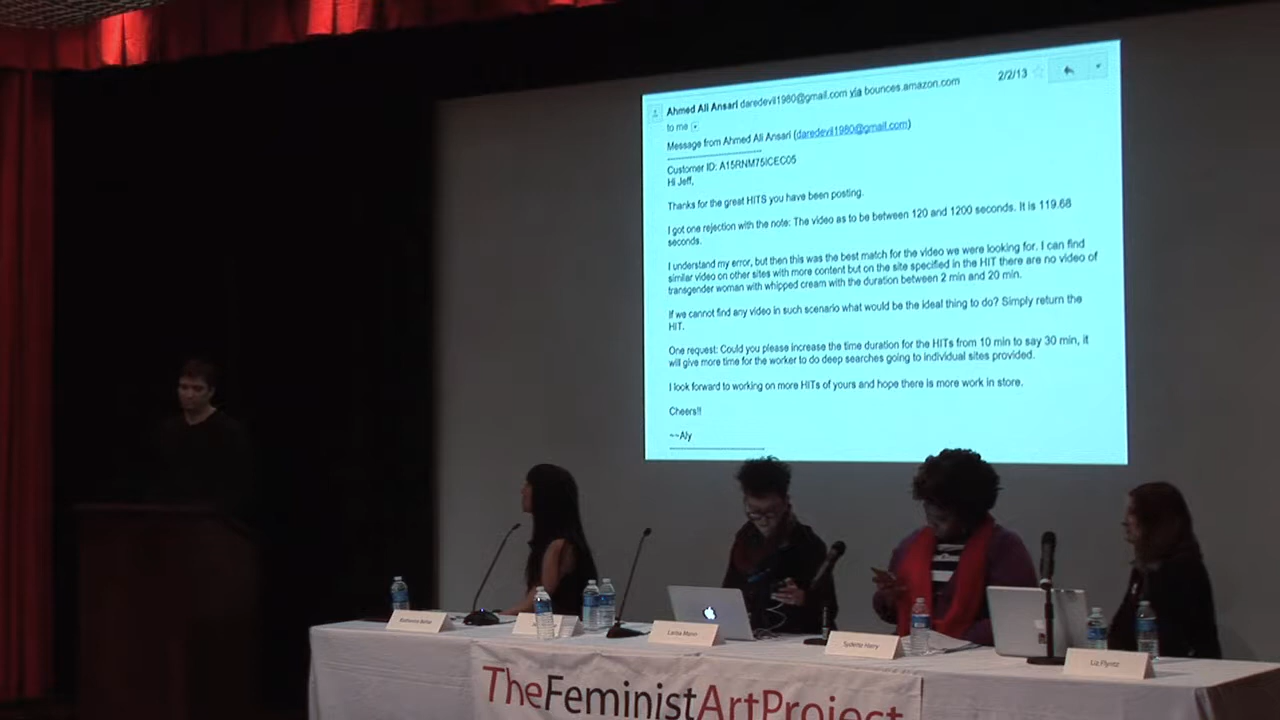 2/2/13
Ahmed Ali Ansari daredevil1980@gmail.com via bounces.amazon.com
to me
Message from Ahmed Ali Ansari (daredevil1980@gmail.com)
Customer ID: A15RNM75ICEC05
Hi Jeff,
Thanks for the great HITS you have been posting.
I got one rejection with the note: The video as to be between 120 and 1200 seconds. It is 119.68
seconds.
I understand my error, but then this was the best match for the video we were looking for. I can find
similar video on other sites with more content but on the site specified in the HIT there are no video of
transgender woman with whipped cream with the duration between 2 min and 20 min.
If we cannot find any video in such scenario what would be the ideal thing to do? Simply return the
HIT.
One request: Could you please increase the time duration for the HITs from 10 min to say 30 min, it
will give more time for the worker to do deep searches going to individual sites provided.
I look forward to working on more HITs of yours and hope there is more work in store.
Cheers!!
~~Aly
Larisa Mann
Liz Flyntz
TheFeministArtProject